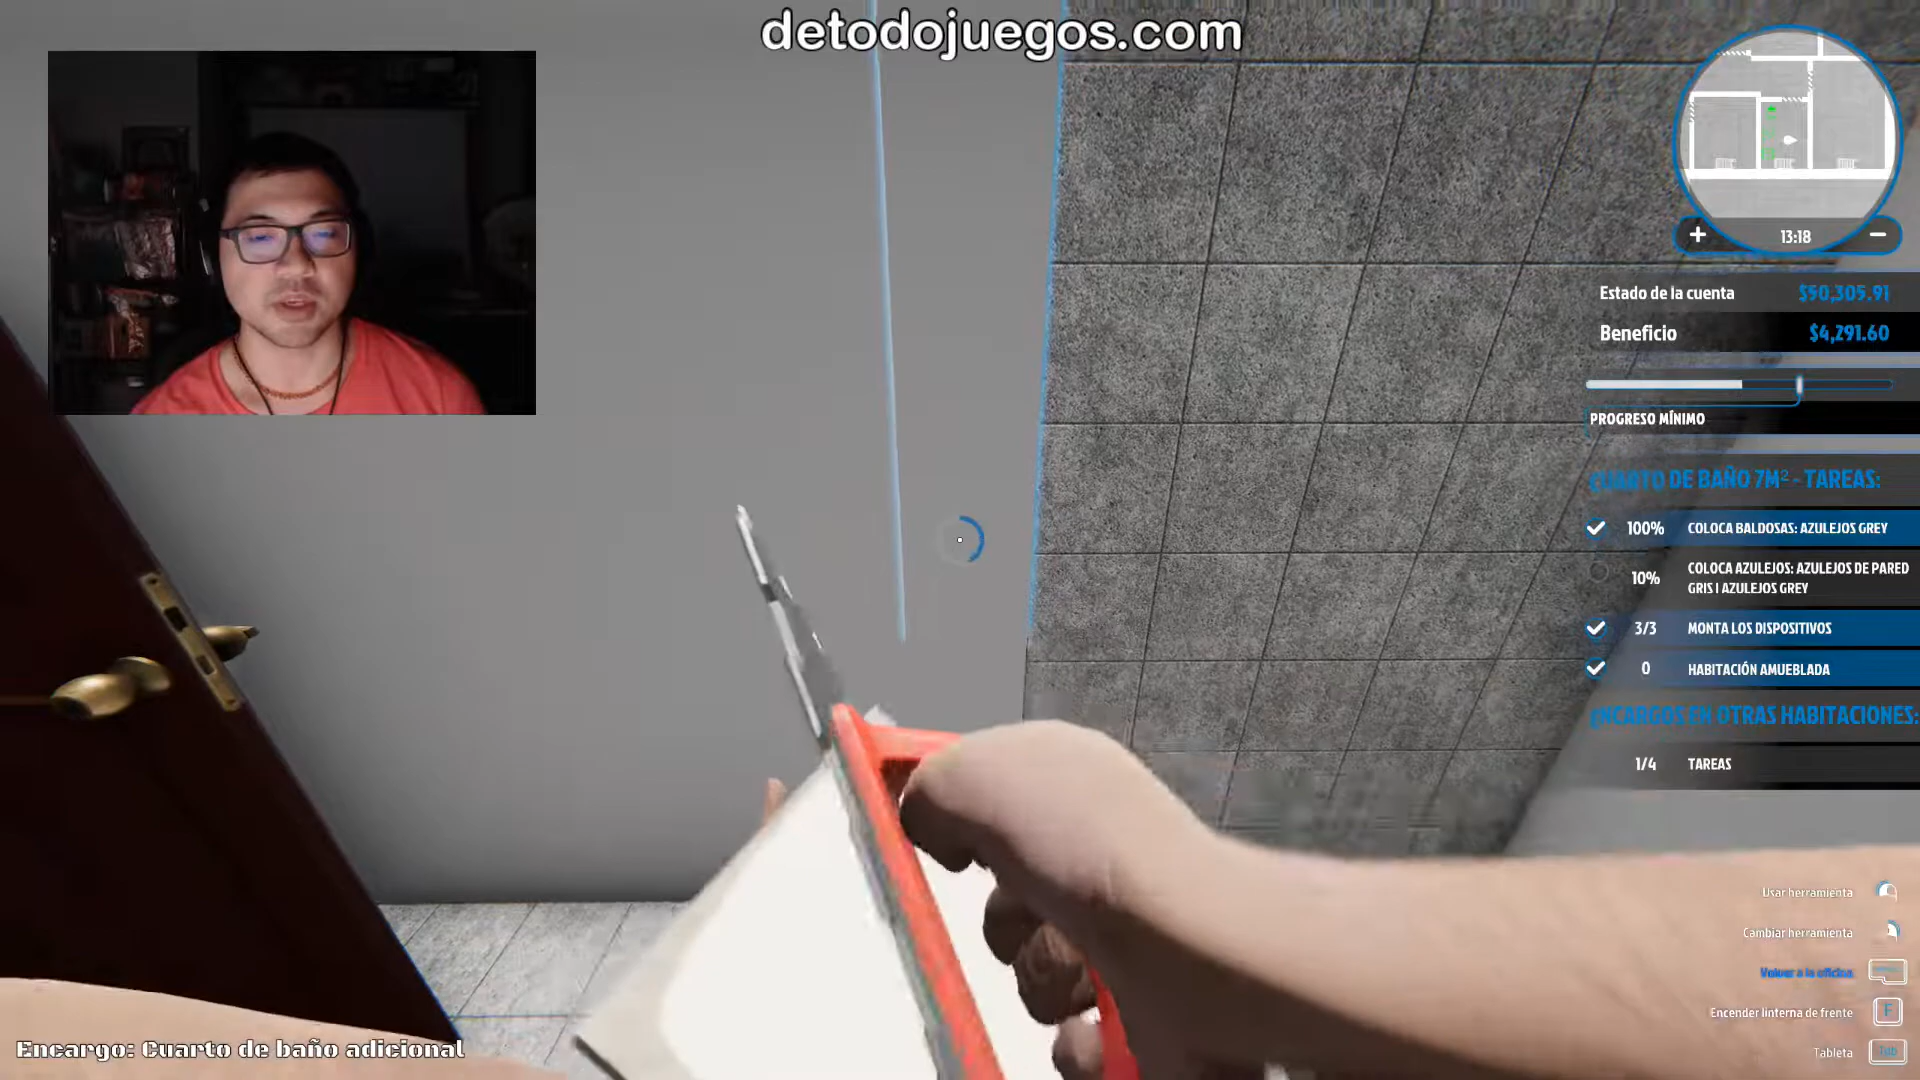 detodojuegos.com
13:18
Estado de la cuenta $50,305.91
Beneficio $4,291.60
PROGRESO MÍNIMO
CUARTO DE BAÑO 7M² - TAREAS:
100% COLOCA BALDOSAS: AZULEJOS GREY
10% COLOCA AZULEJOS: AZULEJOS DE PARED
GRIS I AZULEJOS GREY
3/3 MONTA LOS DISPOSITIVOS
0 HABITACIÓN AMUEBLADA
ENCARGOS EN OTRAS HABITACIONES:
1/4 TAREAS
Usar herramienta
Cambiar herramienta
Volver a la oficina
Encender linterna de frente F
Tableta Tab
Encargo: Cuarto de baño adicional